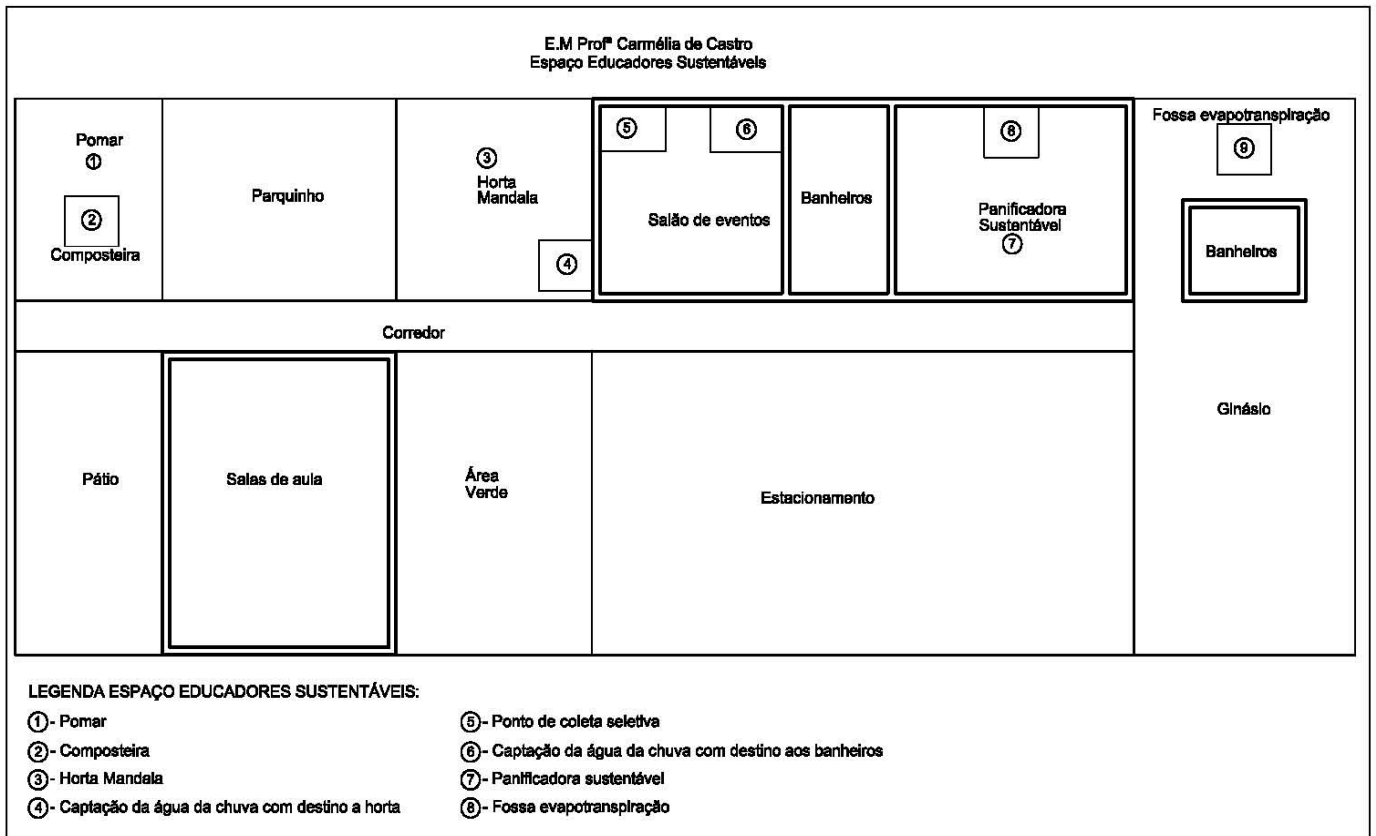 E.M Profª Carmélia de Castro
Espaço Educadores Sustentáveis
Pomar
①
②
Composteira
Parquinho
③
Horta
Mandala
④
⑤
⑥
Salão de eventos
Banheiros
⑧
Panificadora
Sustentável
⑦
Fossa evapotranspiração
⑨
Banheiros
Corredor
Pátio
Salas de aula
Área
Verde
Estacionamento
Ginásio
LEGENDA ESPAÇO EDUCADORES SUSTENTÁVEIS:
①- Pomar
②- Composteira
③- Horta Mandala
④- Captação da água da chuva com destino a horta
⑤- Ponto de coleta seletiva
⑥- Captação da água da chuva com destino aos banheiros
⑦- Panificadora sustentável
⑧- Fossa evapotranspiração